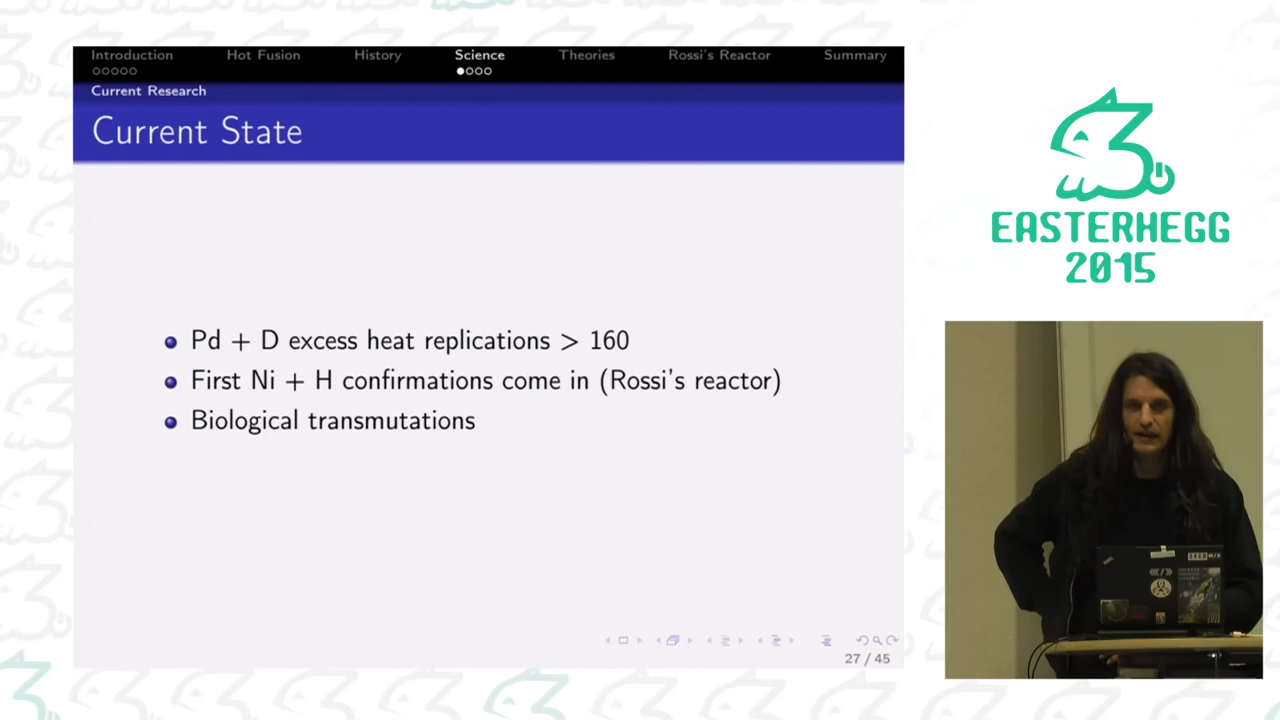 Introduction Hot Fusion History Science Theories Rossi's Reactor Summary
Current Research
Current State
Pd + D excess heat replications > 160
First Ni + H confirmations come in (Rossi's reactor)
Biological transmutations
27 / 45
EASTERHEGG
2015